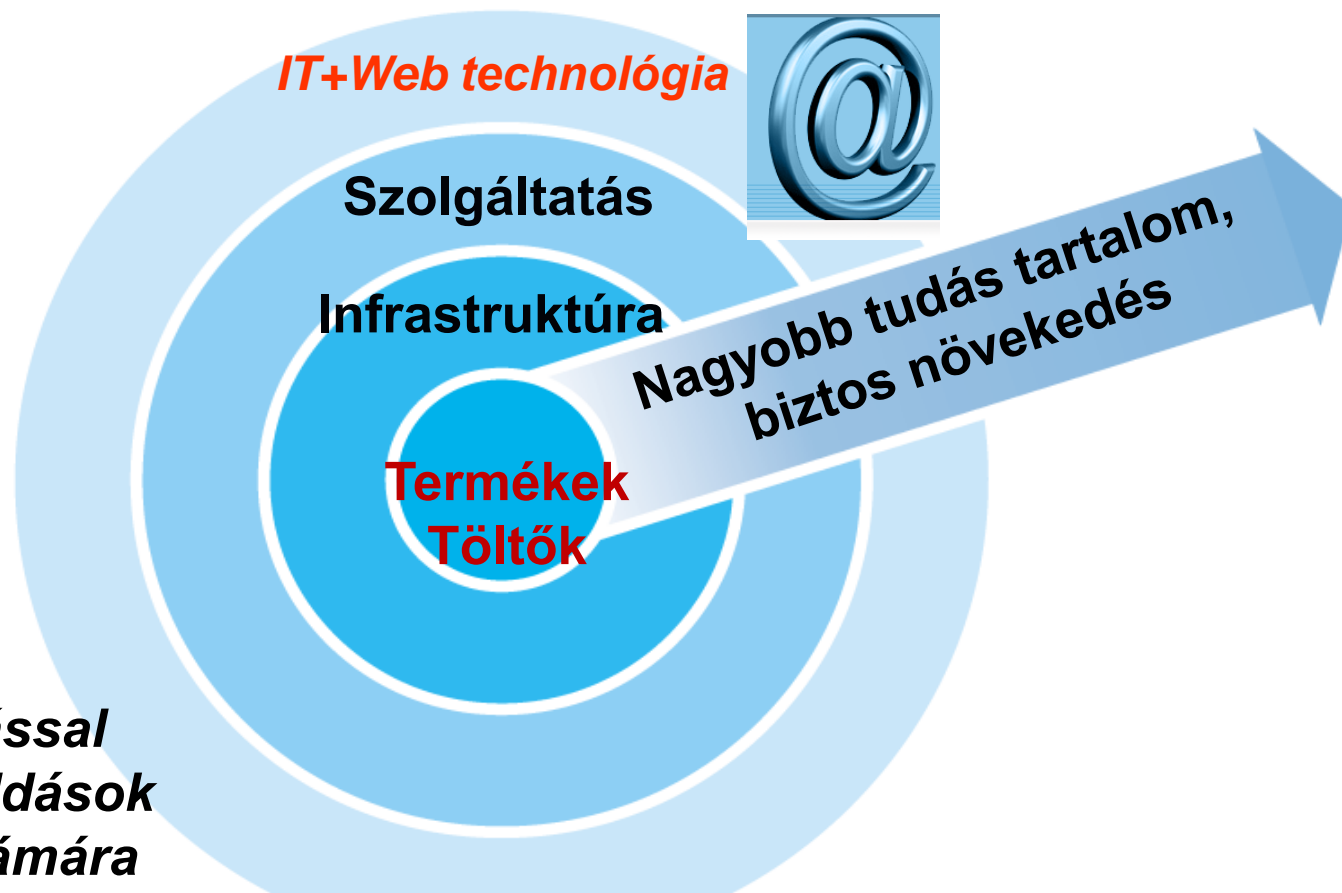 IT+Web technológia
Szolgáltatás
Infrastruktúra
Nagyobb tudás tartalom,
biztos növekedés
Termékek
Töltők